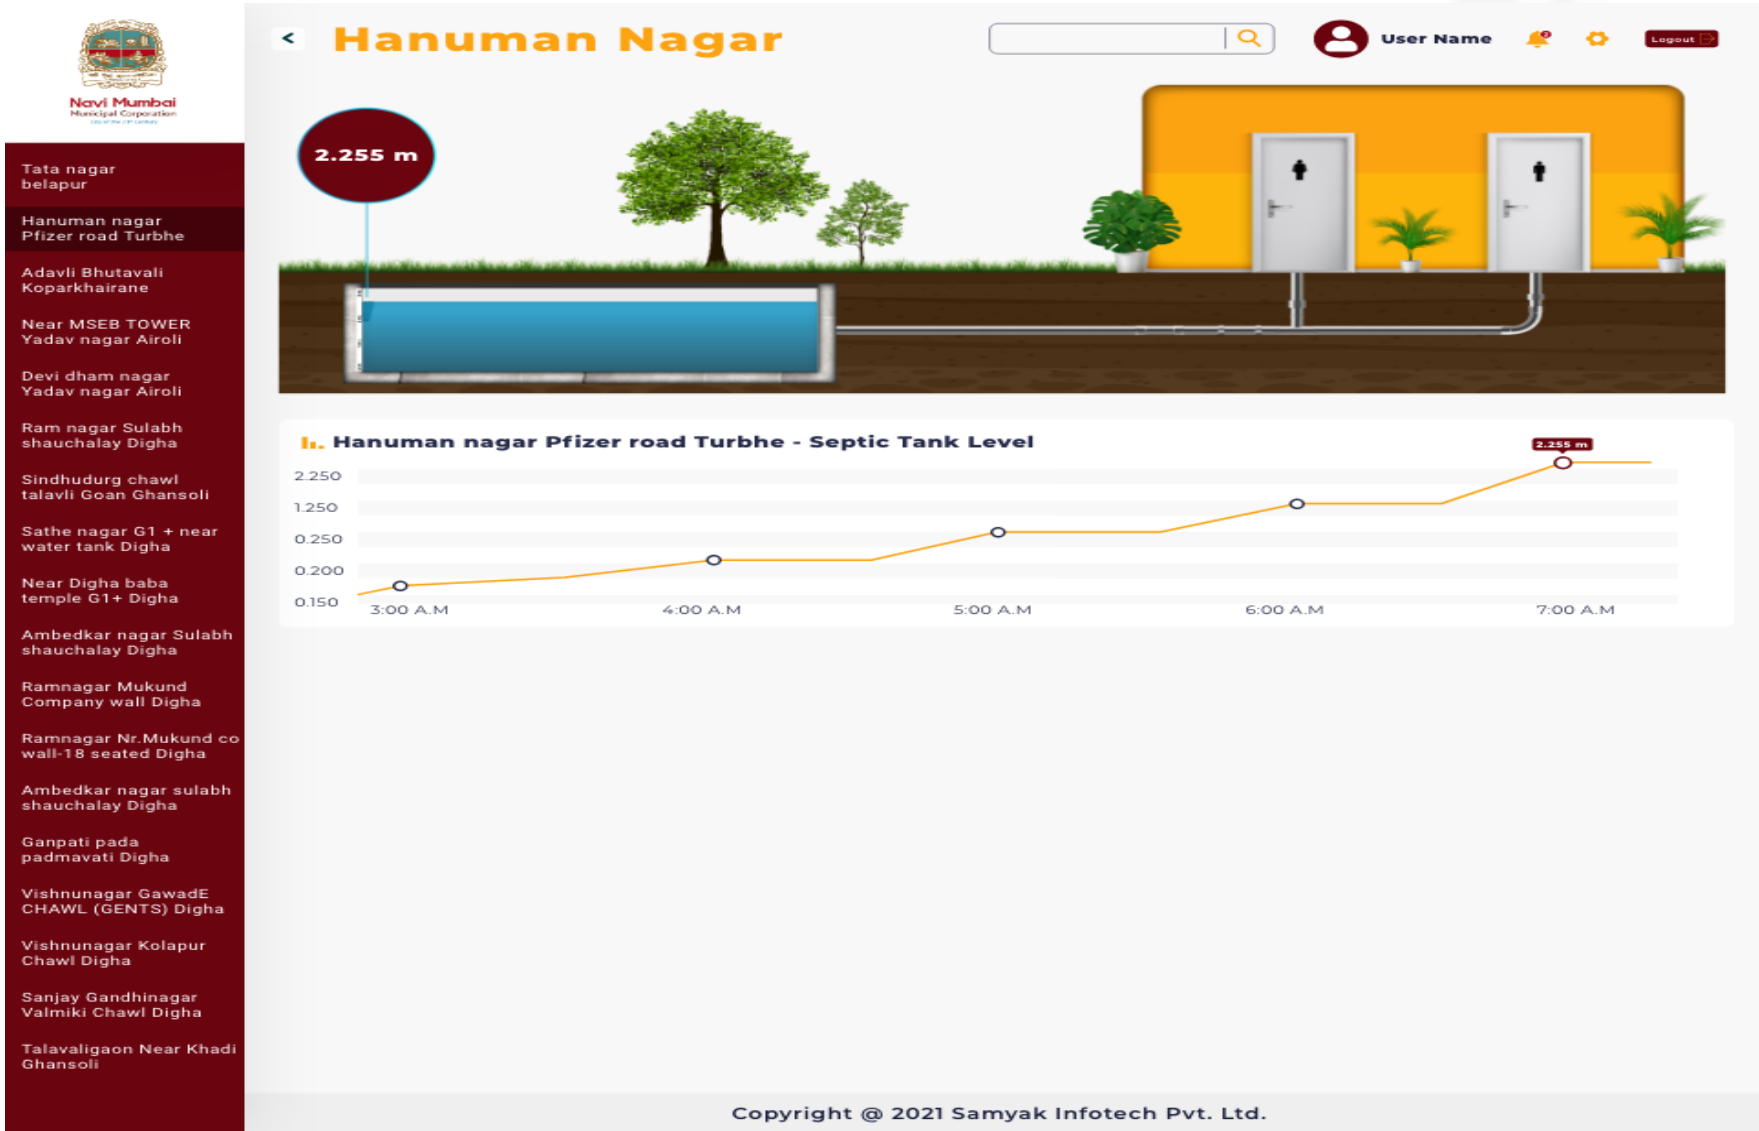 Navi Mumbai
Municipal Corporation
Tata nagar
belapur
Hanuman nagar
Pfizer road Turbhe
Adavli Bhutavali
Koparkhairane
Near MSEB TOWER
Yadav nagar Airoli
Devi dham nagar
Yadav nagar Airoli
Ram nagar Sulabh
shauchalay Digha
Sindhudurg chawl
talavli Goan Ghansoli
Sathe nagar G1 + near
water tank Digha
Near Digha baba
temple G1+ Digha
Ambedkar nagar Sulabh
shauchalay Digha
Ramnagar Mukund
Company wall Digha
Ramnagar Nr.Mukund co
wall-18 seated Digha
Ambedkar nagar sulabh
shauchalay Digha
Ganpati pada
padmavati Digha
Vishnunagar GawadE
CHAWL (GENTS) Digha
Vishnunagar Kolapur
Chawl Digha
Sanjay Gandhinagar
Valmiki Chawl Digha
Talavaligaon Near Khadi
Ghansoli
< Hanuman Nagar
User Name
Logout
2.255 m
Hanuman nagar Pfizer road Turbhe - Septic Tank Level
2.255 m
2.250
1.250
0.250
0.200
0.150
3:00 A.M 4:00 A.M 5:00 A.M 6:00 A.M 7:00 A.M
Copyright @ 2021 Samyak Infotech Pvt. Ltd.